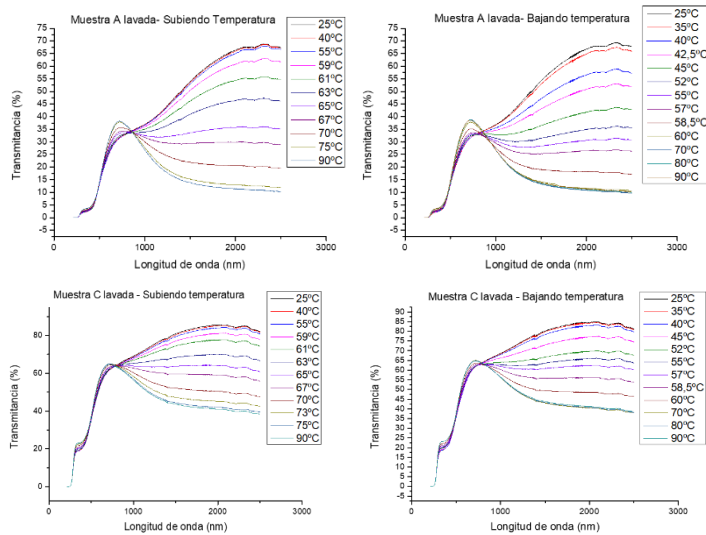 Muestra A lavada- Subiendo Temperatura
Transmitancia (%)
75
70
65
60
55
50
45
40
35
30
25
20
15
10
5
0
-5
0
1000
2000
3000
Longitud de onda (nm)
25ºC
40ºC
55ºC
59ºC
61ºC
63ºC
65ºC
67ºC
70ºC
75ºC
90ºC
Muestra A lavada- Bajando temperatura
Transmitancia (%)
75
70
65
60
55
50
45
40
35
30
25
20
15
10
5
0
-5
0
1000
2000
3000
Longitud de onda (nm)
25ºC
35ºC
40ºC
42,5ºC
45ºC
52ºC
55ºC
57ºC
58,5ºC
60ºC
70ºC
80ºC
90ºC
Muestra C lavada - Subiendo temperatura
Transmitancia (%)
80
60
40
20
0
0
500
1000
1500
2000
2500
3000
Longitud de onda (nm)
25ºC
40ºC
55ºC
59ºC
61ºC
63ºC
65ºC
67ºC
70ºC
73ºC
75ºC
90ºC
Muestra C lavada - Bajando temperatura
Transmitancia (%)
90
85
80
75
70
65
60
55
50
45
40
35
30
25
20
15
10
5
0
-5
0
500
1000
1500
2000
2500
3000
Longitud de onda (nm)
25ºC
35ºC
40ºC
45ºC
52ºC
55ºC
57ºC
58,5ºC
60ºC
70ºC
80ºC
90ºC